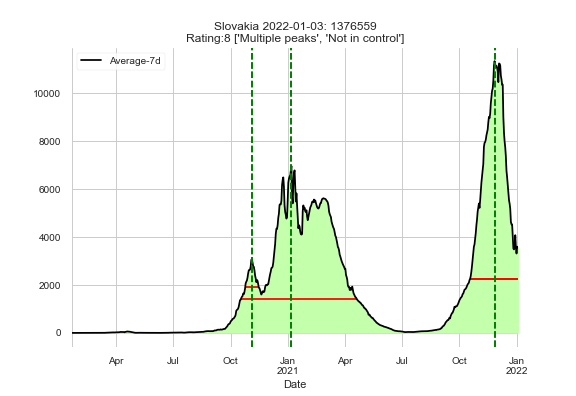 Slovakia 2022-01-03: 1376559
Rating:8 ['Multiple peaks', 'Not in control']
Average-7d
10000
8000
6000
4000
2000
0
Apr Jul Oct Jan Apr Jul Oct Jan
2021 2022
Date